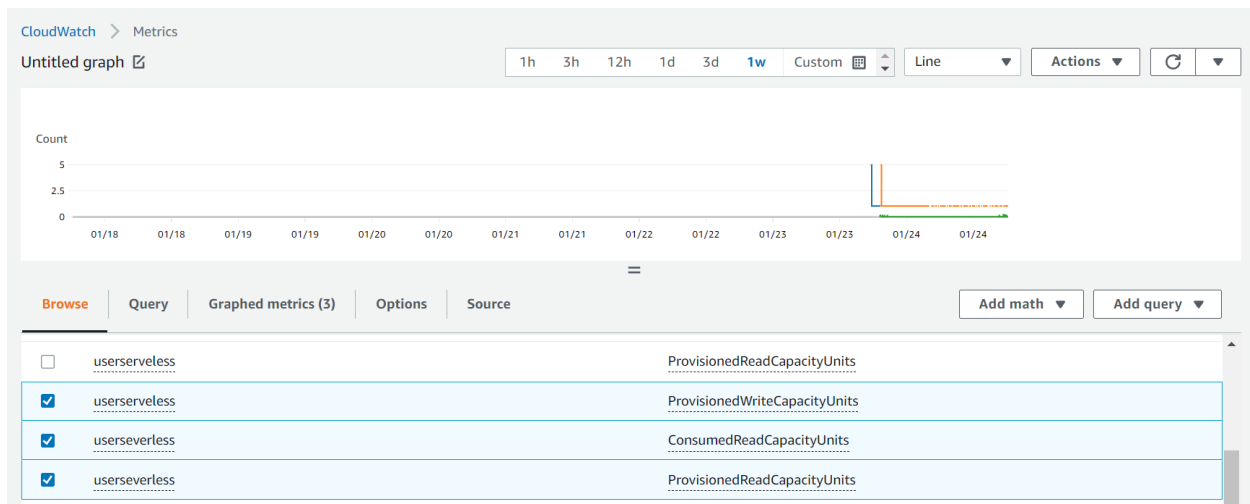 CloudWatch > Metrics
Untitled graph
1h 3h 12h 1d 3d 1w Custom Line Actions
Count
5
2.5
0
01/18 01/18 01/19 01/19 01/20 01/20 01/21 01/21 01/22 01/22 01/23 01/23 01/24 01/24
Browse Query Graphed metrics (3) Options Source Add math Add query
userserveless ProvisionedReadCapacityUnits
userserveless ProvisionedWriteCapacityUnits
userseverless ConsumedReadCapacityUnits
userseverless ProvisionedReadCapacityUnits